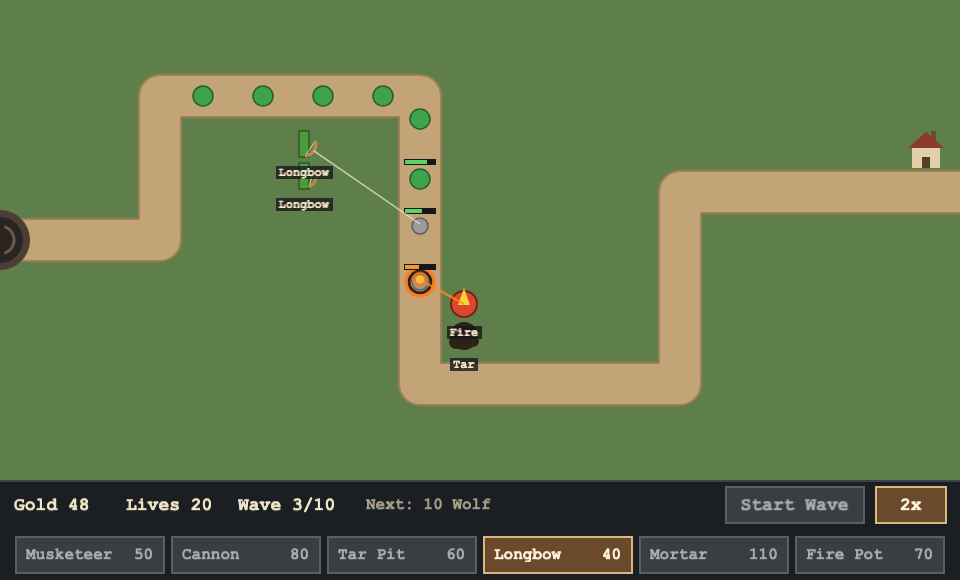 Longbow
Longbow
Fire
Tar
Gold 48 Lives 20 Wave 3/10 Next: 10 Wolf Start Wave 2x
Musketeer 50 Cannon 80 Tar Pit 60 Longbow 40 Mortar 110 Fire Pot 70